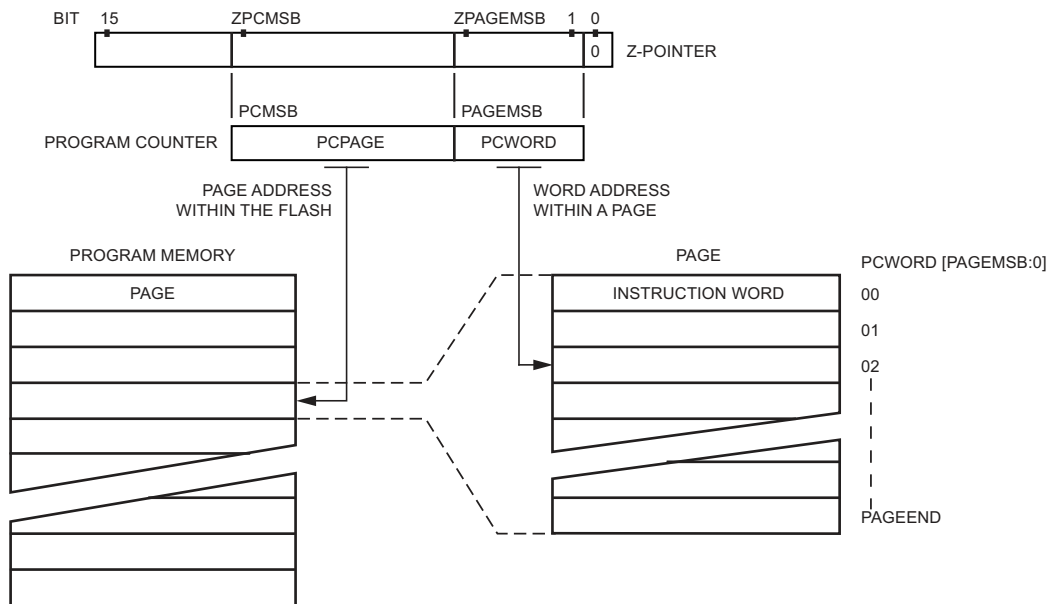 BIT 15 ZPCMSB ZPAGEMSB 1 0
0 Z-POINTER
PCMSB PAGEMSB
PROGRAM COUNTER PCPAGE PCWORD
PAGE ADDRESS
WITHIN THE FLASH
WORD ADDRESS
WITHIN A PAGE
PROGRAM MEMORY
PAGE
PAGE
INSTRUCTION WORD
PCWORD [PAGEMSB:0]
00
01
02
PAGEEND